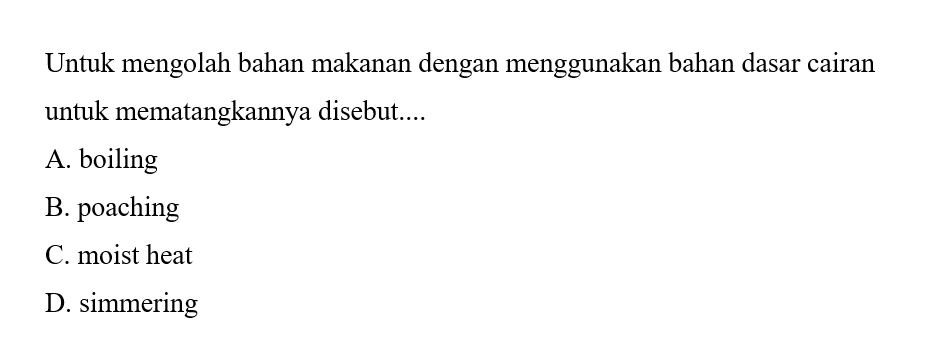 Untuk mengolah bahan makanan dengan menggunakan bahan dasar cairan
untuk mematangkannya disebut....
A. boiling
B. poaching
C. moist heat
D. simmering